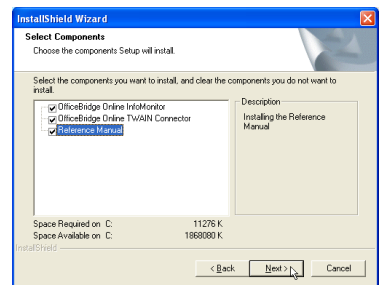 InstallShield Wizard
Select Components
Choose the components Setup will install.
Select the components you want to install, and clear the components you do not want to
install.
OfficeBridge Online InfoMonitor
OfficeBridge Online TWAIN Connector
Reference Manual
Description
Installing the Reference
Manual
Space Required on C: 11276 K
Space Available on C: 1868080 K
InstallShield
< Back Next > Cancel